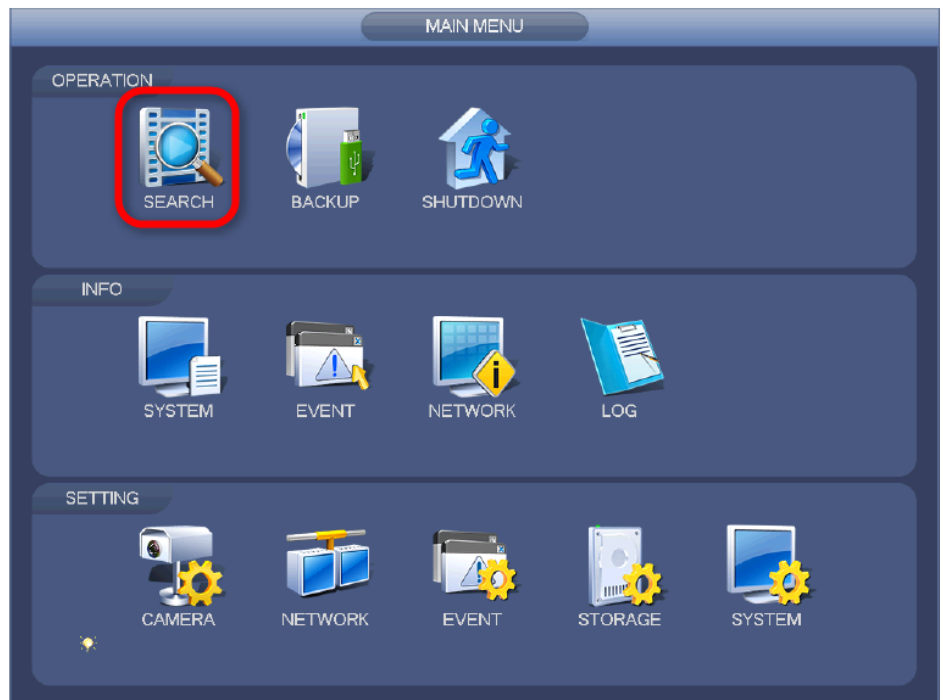 MAIN MENU
OPERATION
SEARCH BACKUP SHUTDOWN
INFO
SYSTEM EVENT NETWORK LOG
SETTING
CAMERA NETWORK EVENT STORAGE SYSTEM